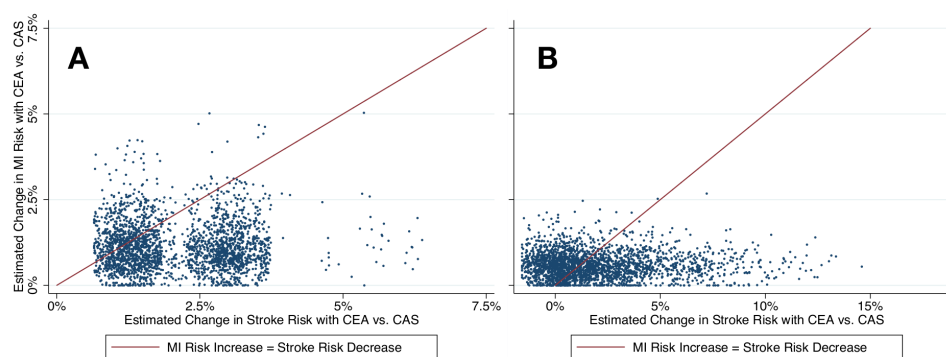 A
B
Estimated Change in MI Risk with CEA vs. CAS
7.5%
5%
2.5%
0%
0% 2.5% 5% 7.5%
0% 5% 10% 15%
Estimated Change in Stroke Risk with CEA vs. CAS
Estimated Change in Stroke Risk with CEA vs. CAS
MI Risk Increase = Stroke Risk Decrease
MI Risk Increase = Stroke Risk Decrease